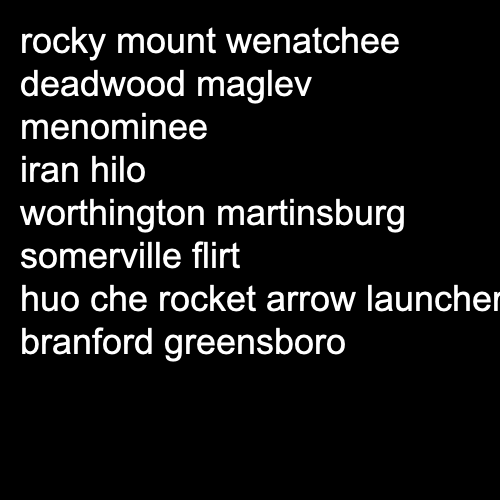 rocky mount wenatchee
deadwood maglev
menominee
iran hilo
worthington martinsburg
somerville flirt
huo che rocket arrow launcher
branford greensboro